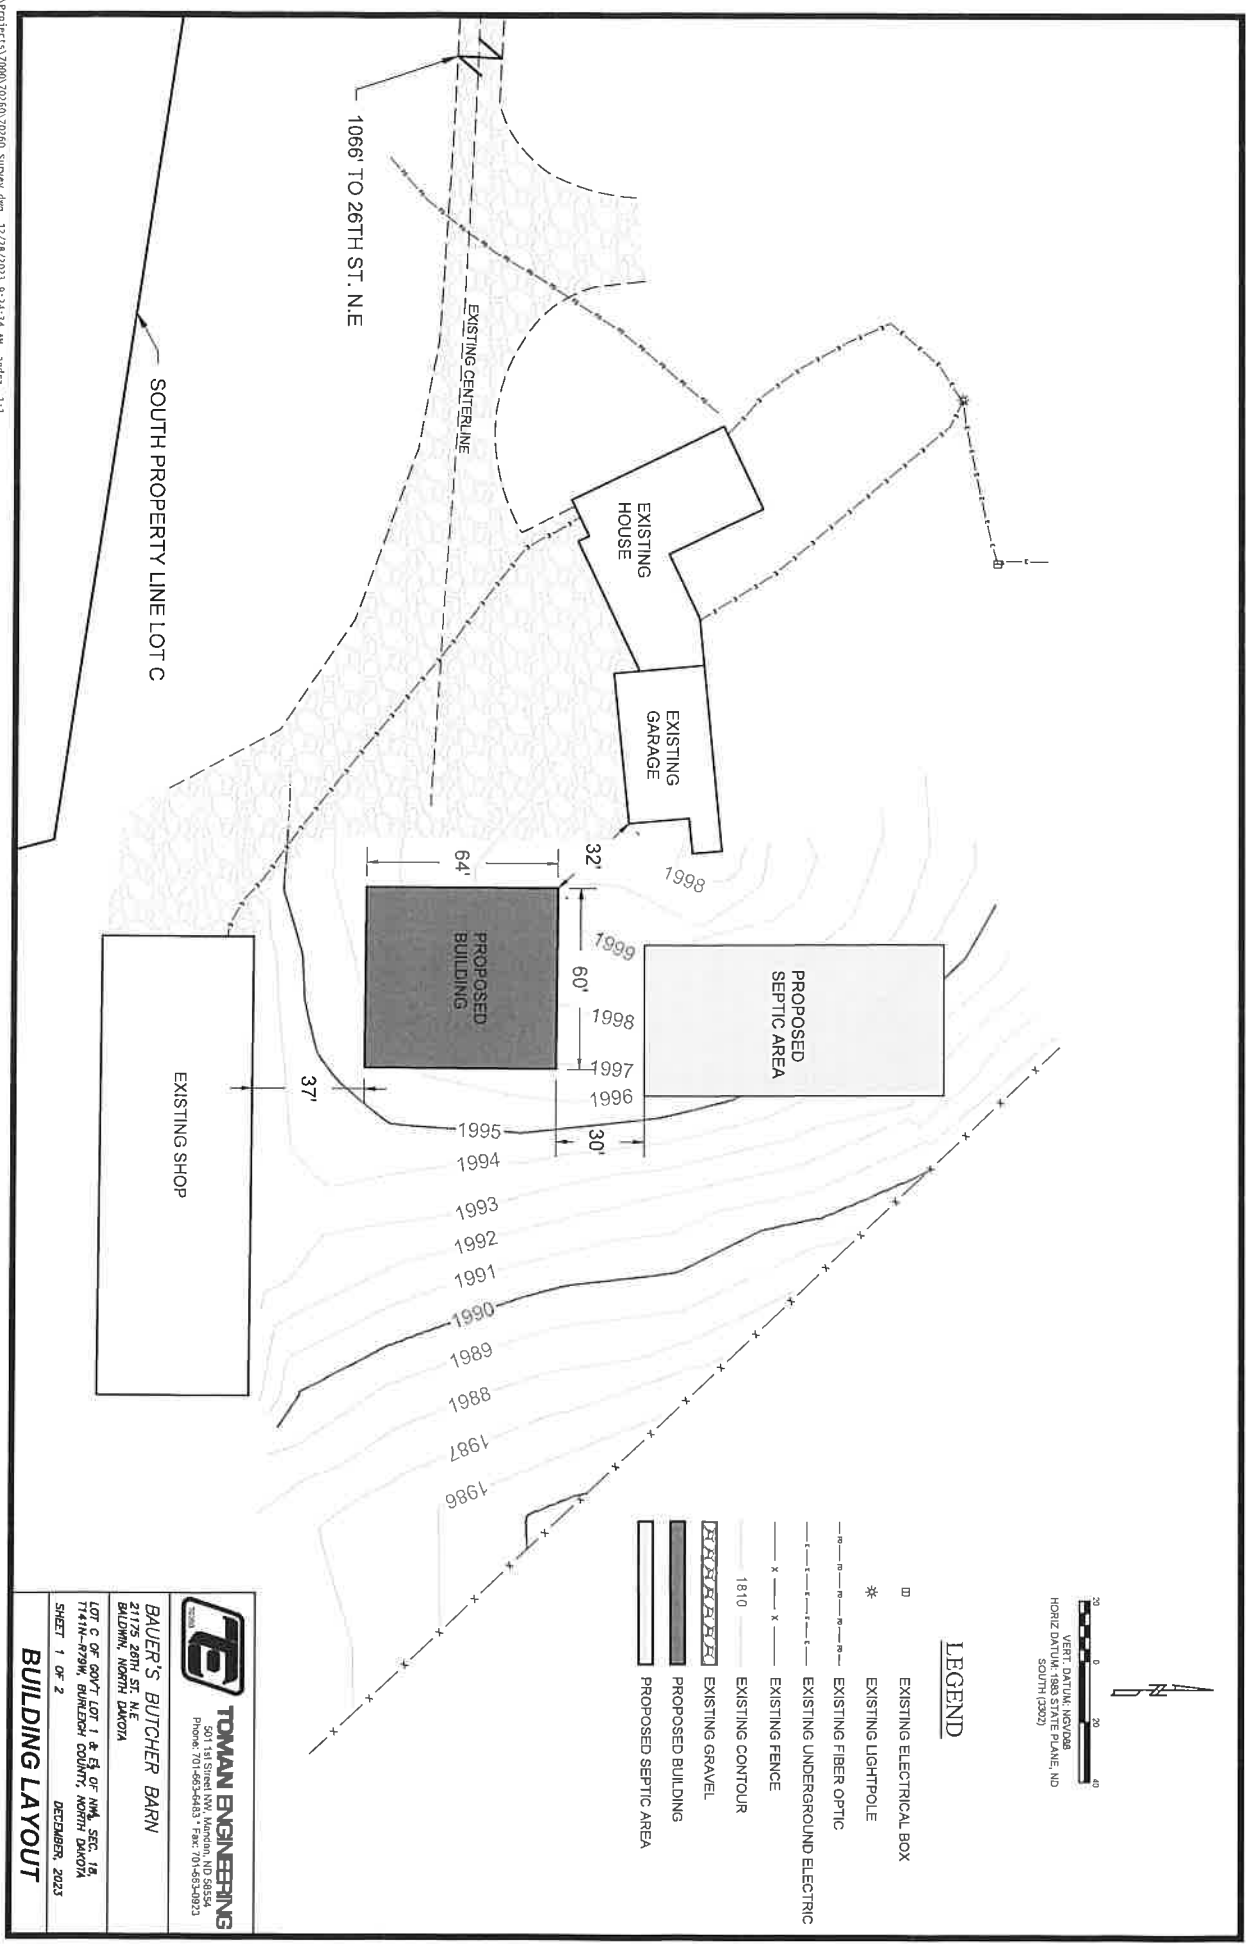 1066' TO 26TH ST. N.E
EXISTING CENTERLINE
SOUTH PROPERTY LINE LOT C
EXISTING
HOUSE
EXISTING
GARAGE
32'
64'
60'
PROPOSED
BUILDING
PROPOSED
SEPTIC AREA
37'
30'
EXISTING SHOP
1998
1999
1998
1997
1996
1995
1994
1993
1992
1991
1990
1989
1988
1987
1986
20 0 20 40
VERT. DATUM: NGVD88
HORIZ DATUM: 1983 STATE PLANE, ND
SOUTH (3302)
N
LEGEND
EXISTING ELECTRICAL BOX
EXISTING LIGHTPOLE
EXISTING FIBER OPTIC
EXISTING UNDERGROUND ELECTRIC
EXISTING FENCE
1810 EXISTING CONTOUR
EXISTING GRAVEL
PROPOSED BUILDING
PROPOSED SEPTIC AREA
TOMAN ENGINEERING
501 1st Street NW, Mandan, ND 58554
Phone: 701-663-6483 * Fax: 701-663-0923
BAUER'S BUTCHER BARN
21175 26TH ST. N.E
BALDWIN, NORTH DAKOTA
LOT C OF GOV'T LOT 1 & E½ OF NW¼, SEC. 18,
T141N-R79W, BURLEIGH COUNTY, NORTH DAKOTA
SHEET 1 OF 2 DECEMBER, 2023
BUILDING LAYOUT